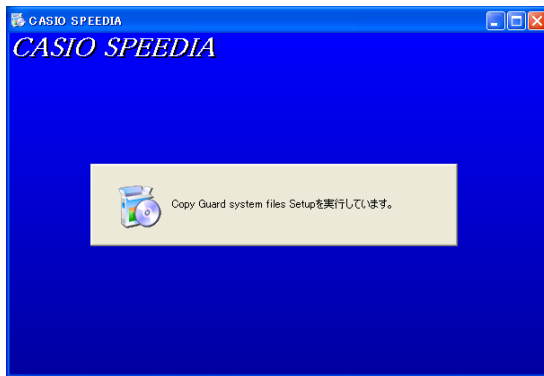 CASIO SPEEDIA
CASIO SPEEDIA
Copy Guard system files Setupを実行しています。